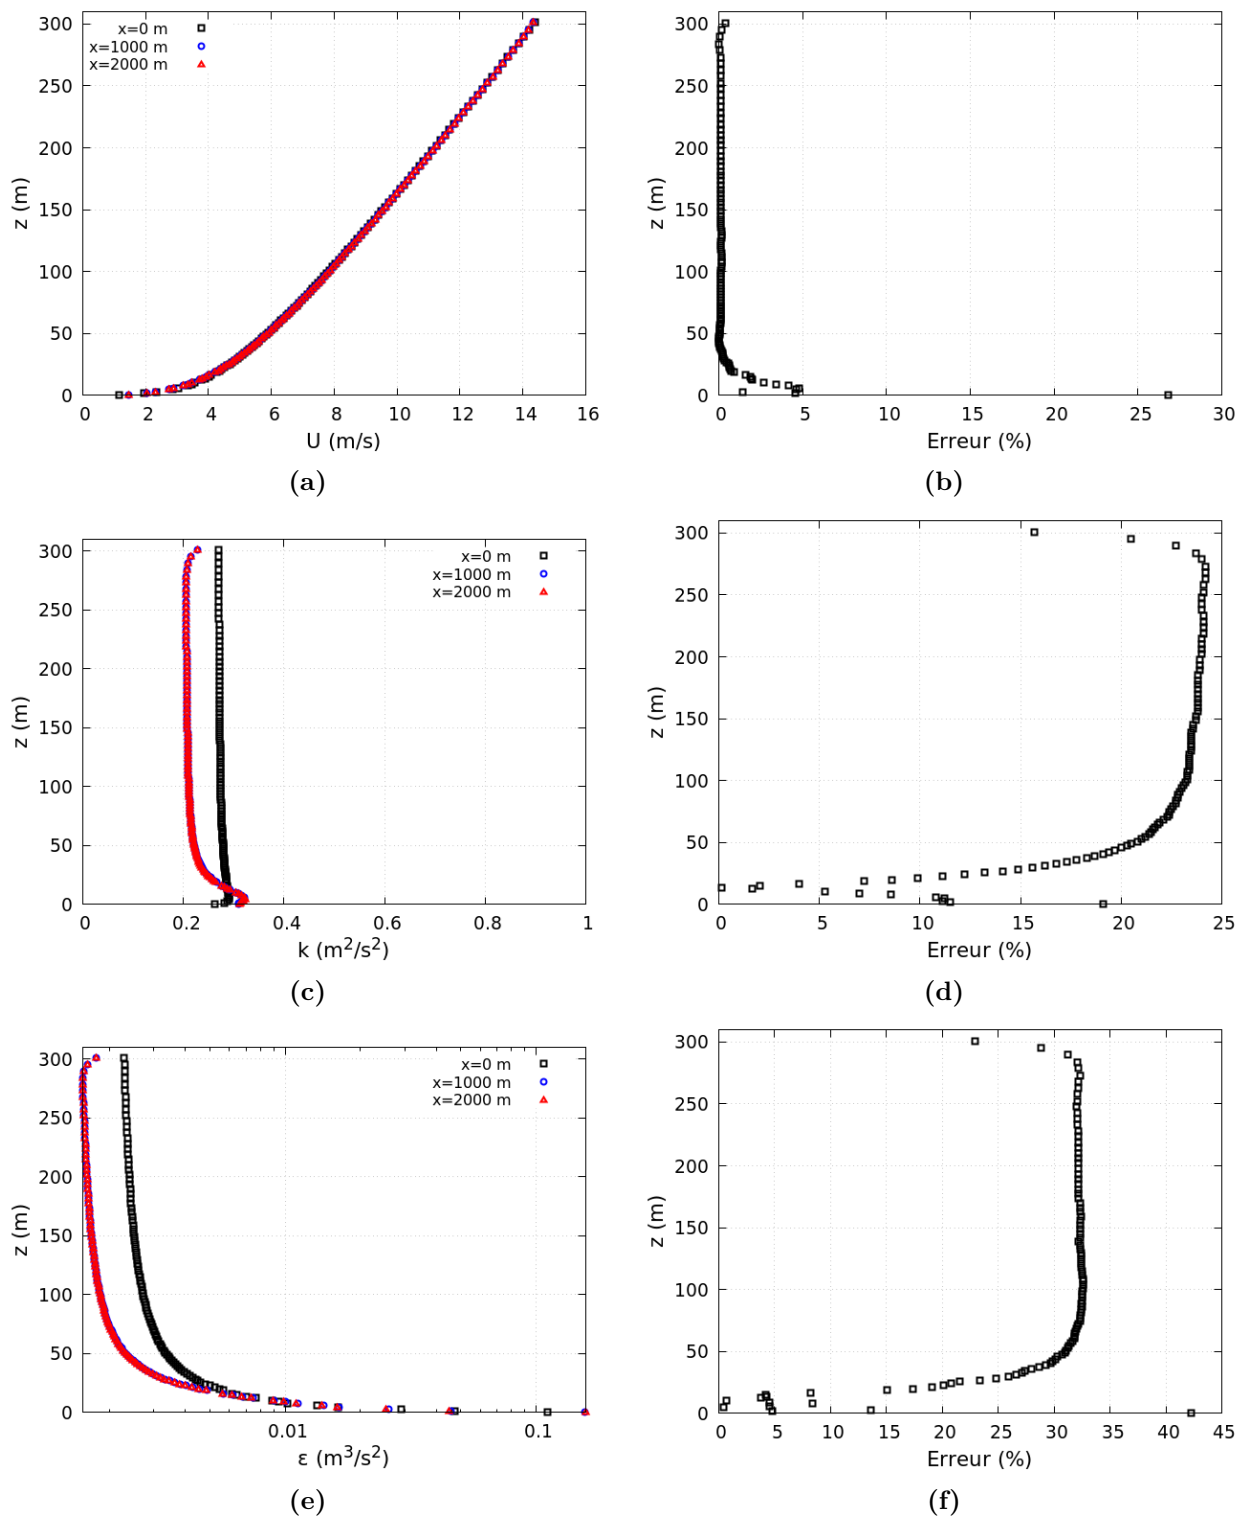 300
250
200
150
100
50
0
z (m)
x=0 m
x=1000 m
x=2000 m
0 2 4 6 8 10 12 14 16
U (m/s)
(a)
300
250
200
150
100
50
0
z (m)
0 5 10 15 20 25 30
Erreur (%)
(b)
300
250
200
150
100
50
0
z (m)
x=0 m
x=1000 m
x=2000 m
0 0.2 0.4 0.6 0.8 1
k (m²/s²)
(c)
300
250
200
150
100
50
0
z (m)
0 5 10 15 20 25
Erreur (%)
(d)
300
250
200
150
100
50
0
z (m)
x=0 m
x=1000 m
x=2000 m
0.01 0.1
ε (m³/s²)
(e)
300
250
200
150
100
50
0
z (m)
0 5 10 15 20 25 30 35 40 45
Erreur (%)
(f)